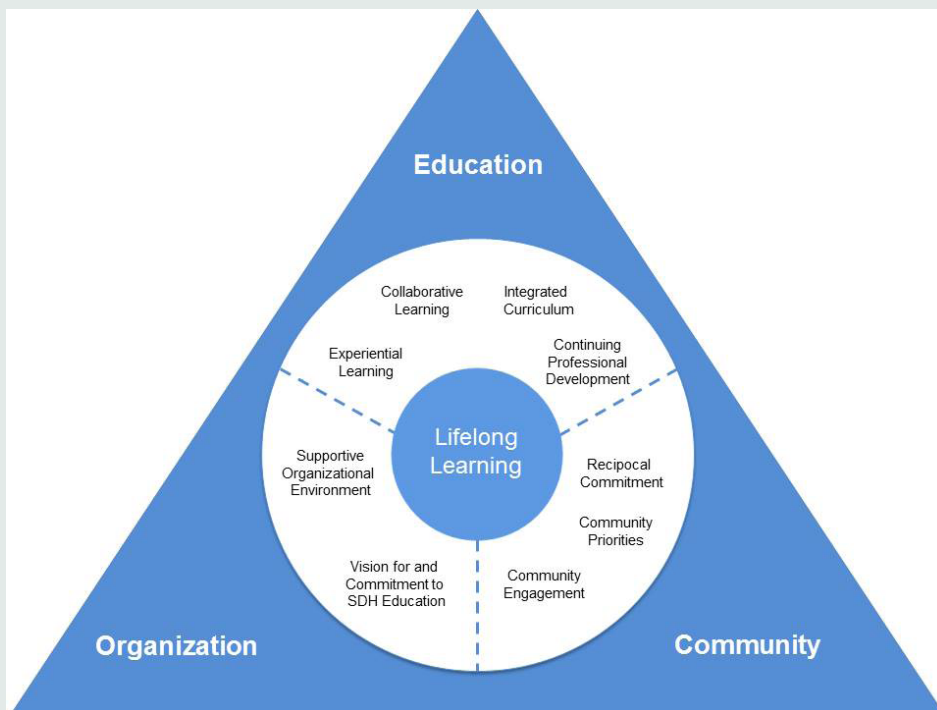 Education
Collaborative
Learning
Integrated
Curriculum
Experiential
Learning
Continuing
Professional
Development
Lifelong
Learning
Supportive
Organizational
Environment
Recipocal
Commitment
Community
Priorities
Vision for and
Commitment to
SDH Education
Community
Engagement
Organization
Community